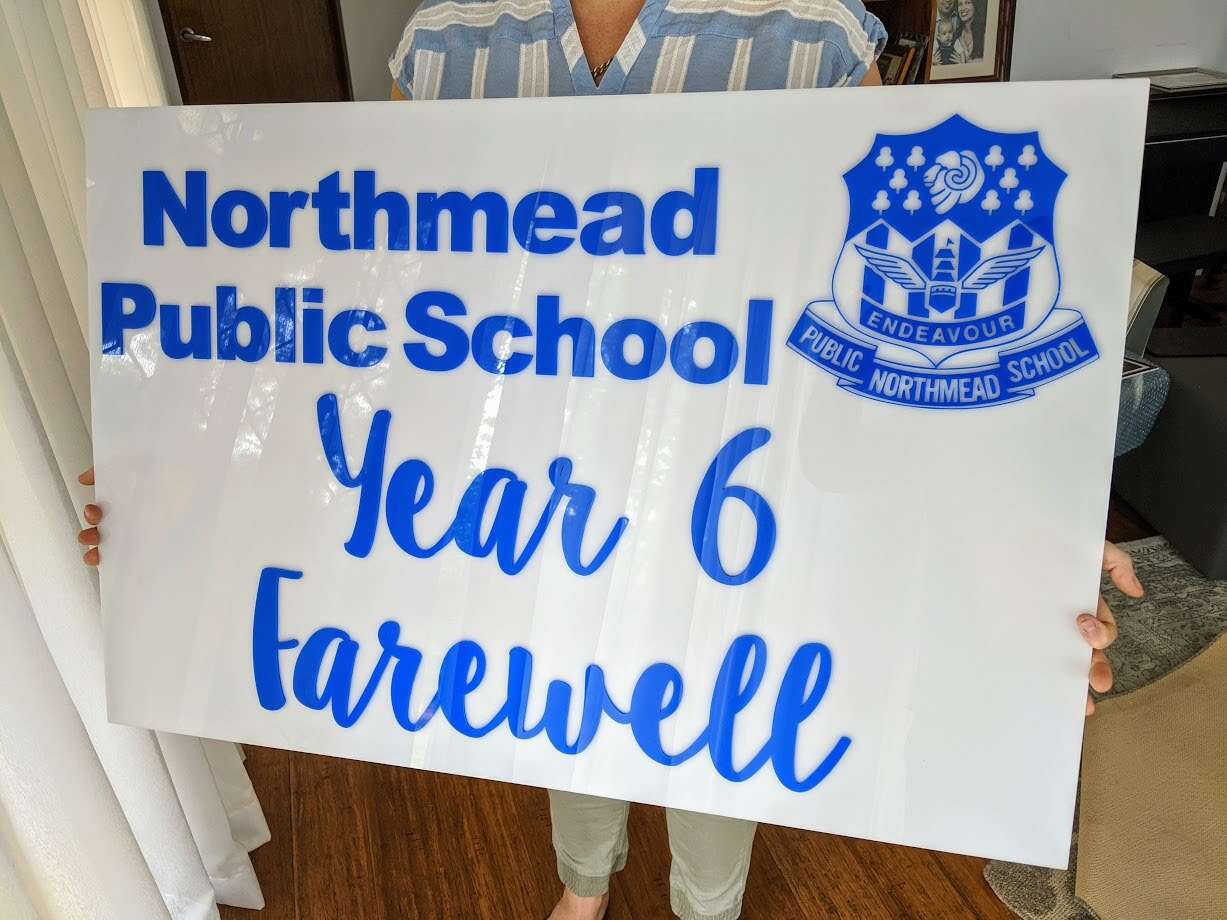 Northmead
Public School
ENDEAVOUR
PUBLIC NORTHMEAD SCHOOL
Year 6
Farewell